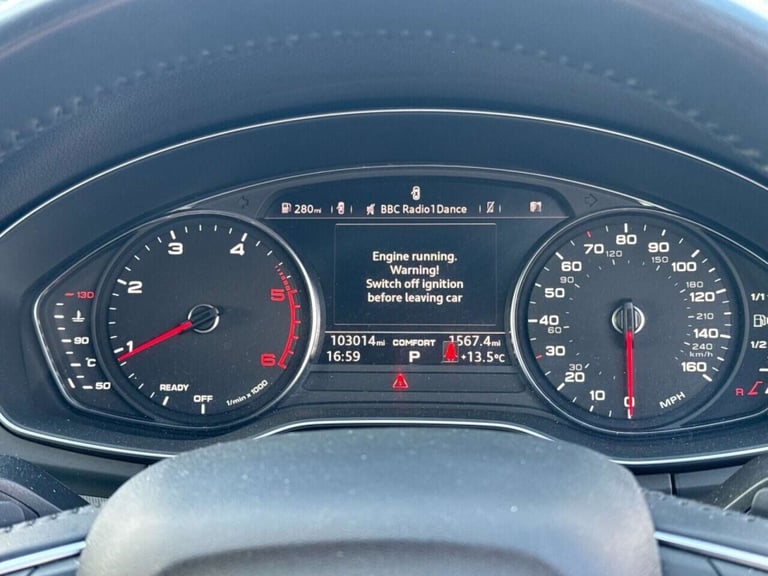 280mi BBC Radio1Dance
Engine running.
Warning!
Switch off ignition
before leaving car
103014mi COMFORT 1567.4mi
16:59 P +13.5°C
130
90
°C
50
1 2 3 4 5 6
READY
OFF
1/min x 1000
0 10 20 30 40 50 60 70 80 90 100 120 140 160
30 60 90 120 150 180 210 240
km/h
MPH
1/1
1/2
R